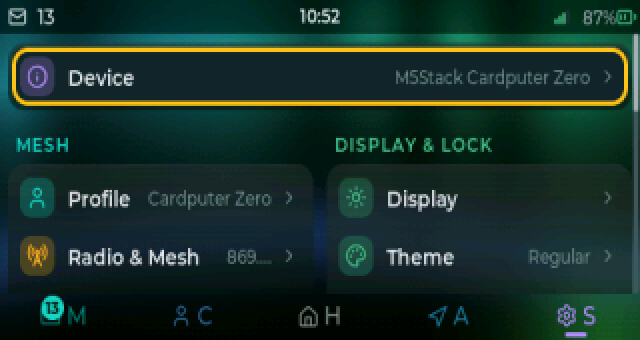 13 10:52 87%
Device M5Stack Cardputer Zero
MESH
DISPLAY & LOCK
Profile Cardputer Zero
Display
Radio & Mesh 869....
Theme Regular
13 M C H A S